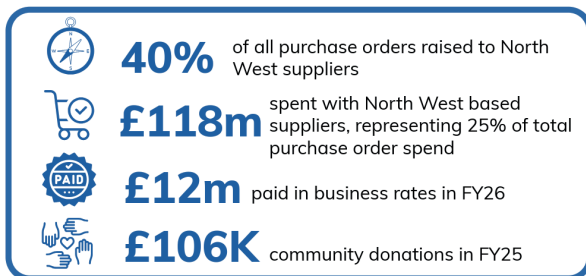 40% of all purchase orders raised to North
West suppliers
£118m spent with North West based
suppliers, representing 25% of total
purchase order spend
PAID
£12m paid in business rates in FY26
£106K community donations in FY25